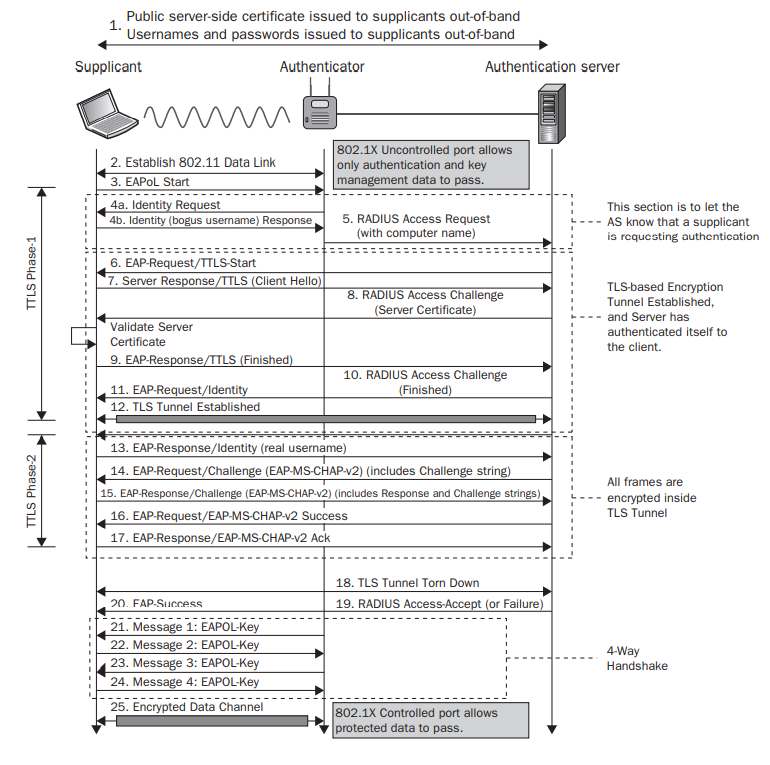 1. Public server-side certificate issued to supplicants out-of-band
Usernames and passwords issued to supplicants out-of-band
Supplicant
Authenticator
Authentication server
802.1X Uncontrolled port allows
only authentication and key
management data to pass.
2. Establish 802.11 Data Link
3. EAPoL Start
TTLS Phase-1
4a. Identity Request
4b. Identity (bogus username) Response
5. RADIUS Access Request
(with computer name)
This section is to let the
AS know that a supplicant
is requesting authentication
6. EAP-Request/TTLS-Start
7. Server Response/TTLS (Client Hello)
8. RADIUS Access Challenge
(Server Certificate)
TLS-based Encryption
Tunnel Established,
and Server has
authenticated itself to
the client.
Validate Server
Certificate
9. EAP-Response/TTLS (Finished)
10. RADIUS Access Challenge
(Finished)
11. EAP-Request/Identity
12. TLS Tunnel Established
TTLS Phase-2
13. EAP-Response/Identity (real username)
14. EAP-Request/Challenge (EAP-MS-CHAP-v2) (includes Challenge string)
15. EAP-Response/Challenge (EAP-MS-CHAP-v2) (includes Response and Challenge strings)
16. EAP-Request/EAP-MS-CHAP-v2 Success
17. EAP-Response/EAP-MS-CHAP-v2 Ack
All frames are
encrypted inside
TLS Tunnel
18. TLS Tunnel Torn Down
20. EAP-Success
19. RADIUS Access-Accept (or Failure)
21. Message 1: EAPOL-Key
22. Message 2: EAPOL-Key
23. Message 3: EAPOL-Key
24. Message 4: EAPOL-Key
4-Way
Handshake
25. Encrypted Data Channel
802.1X Controlled port allows
protected data to pass.